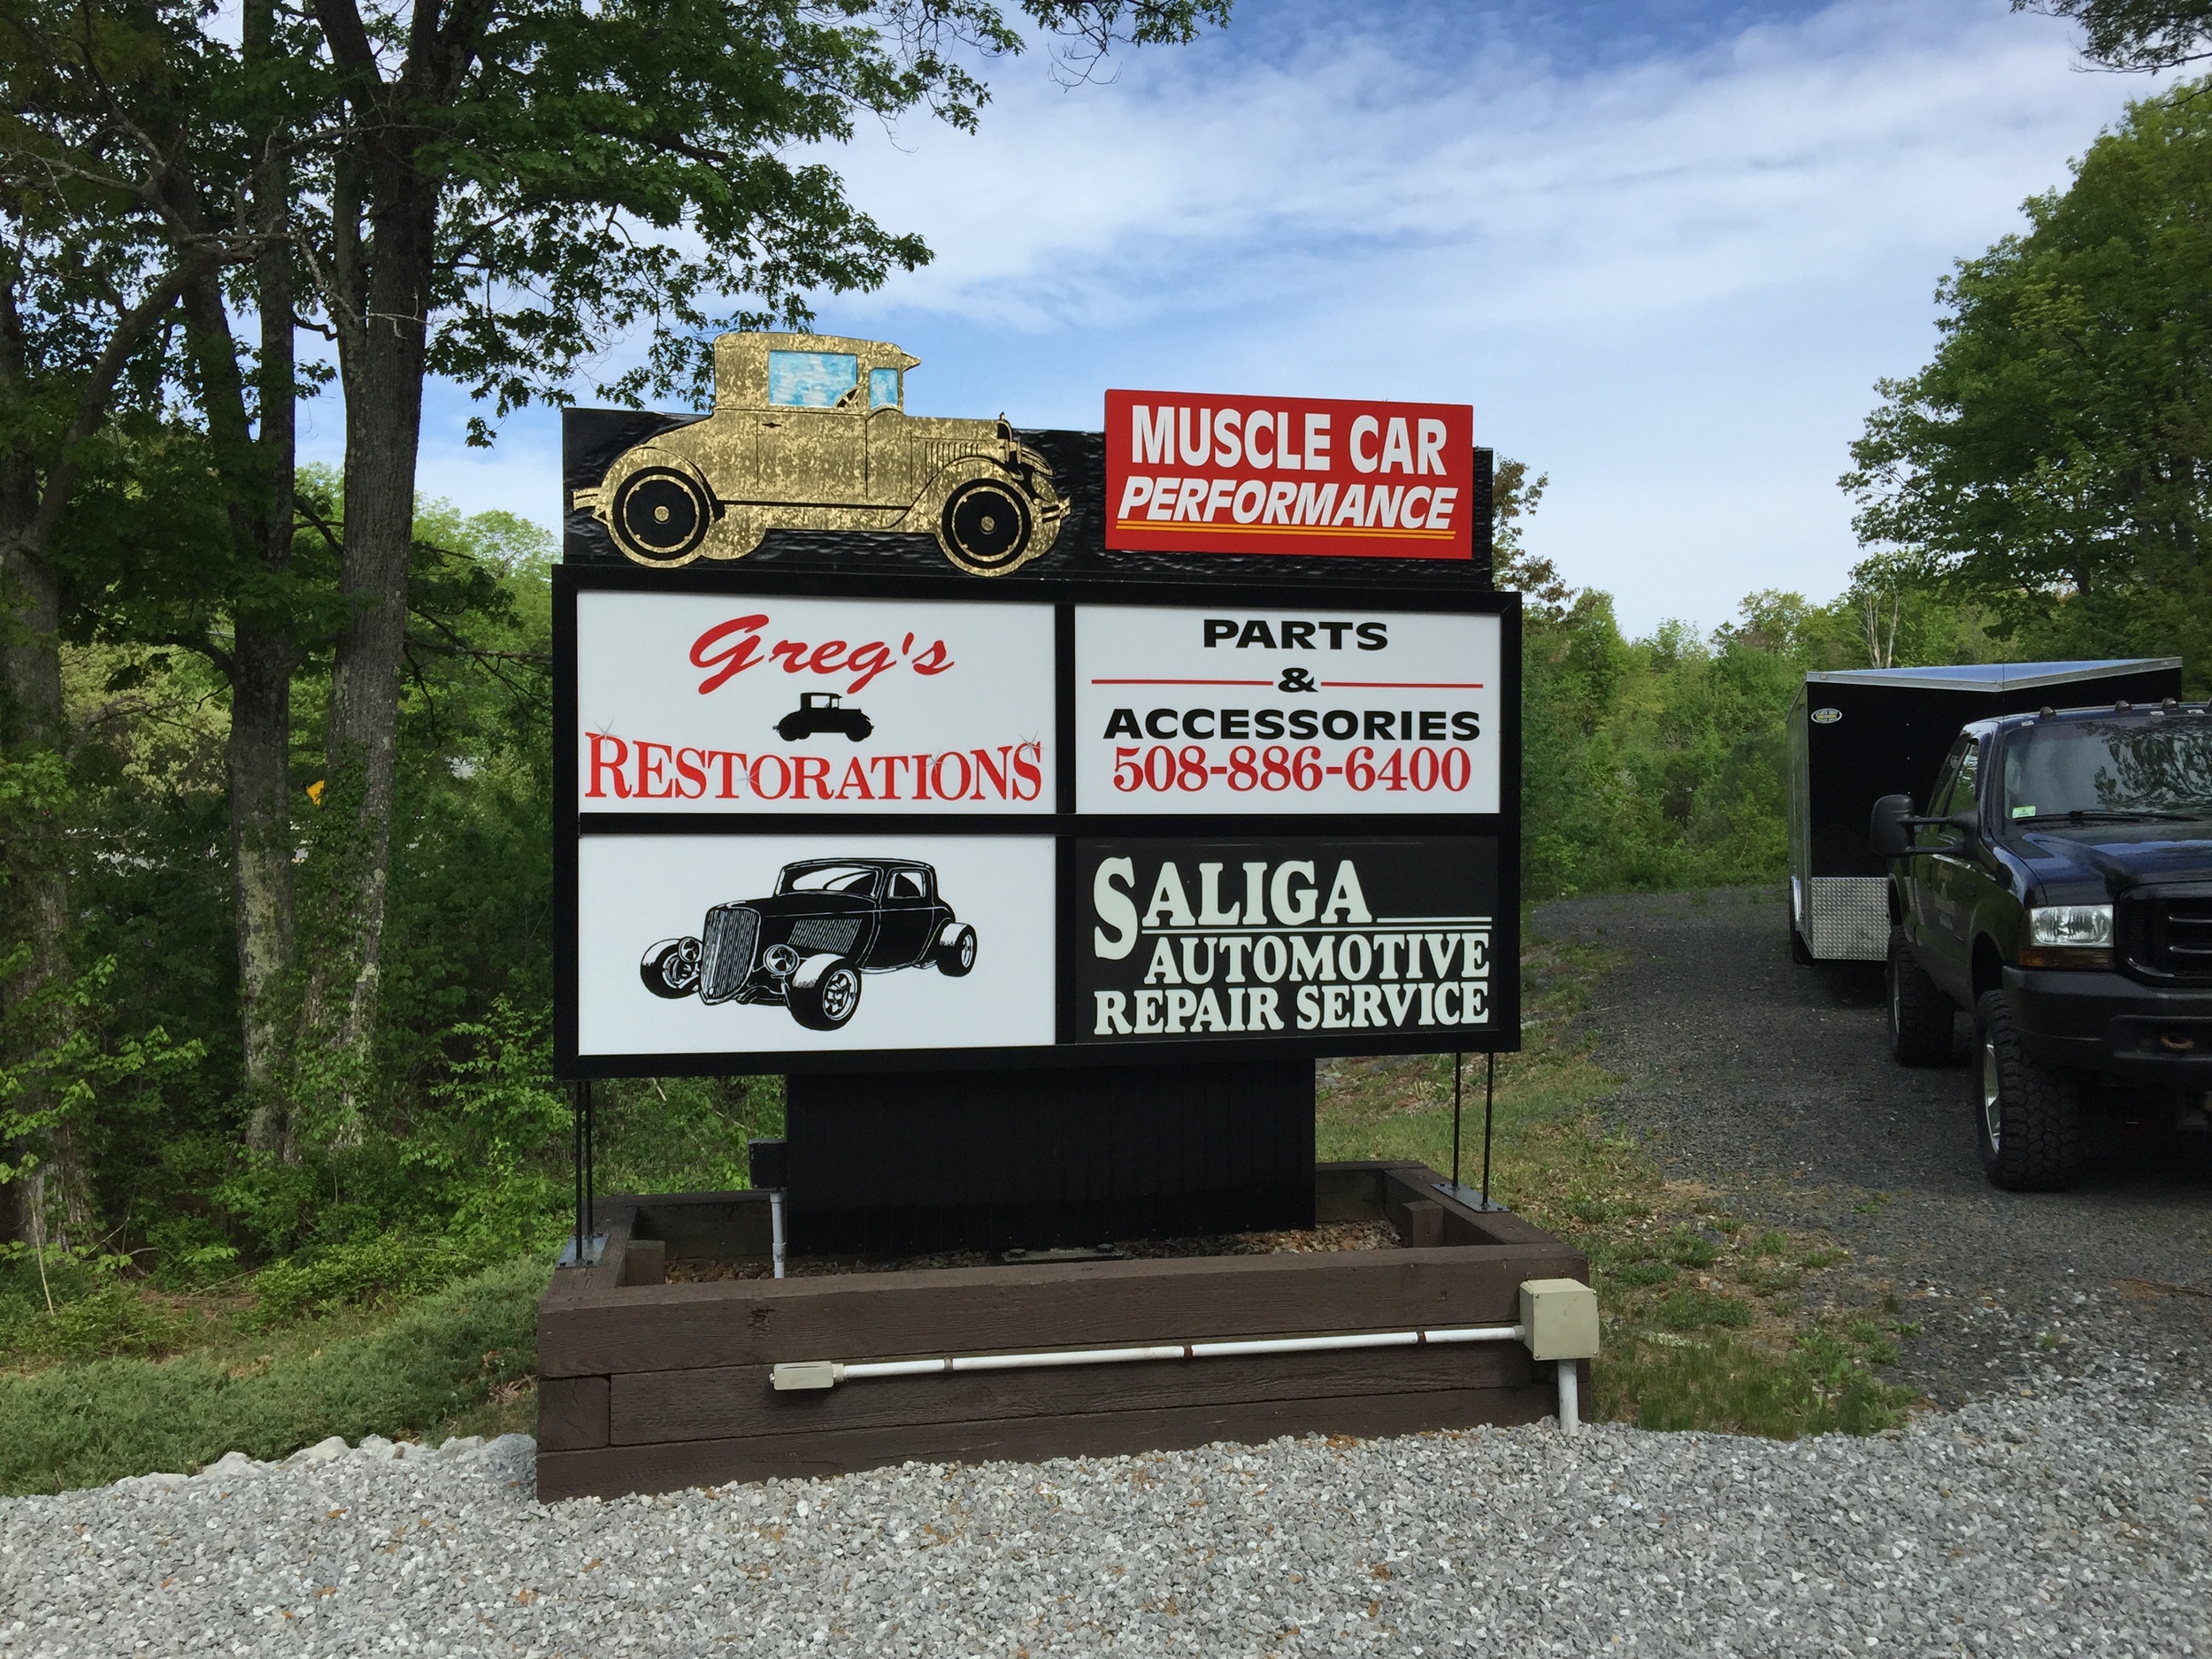 MUSCLE CAR
PERFORMANCE
Greg's
RESTORATIONS
PARTS
&
ACCESSORIES
508-886-6400
SALIGA
AUTOMOTIVE
REPAIR SERVICE